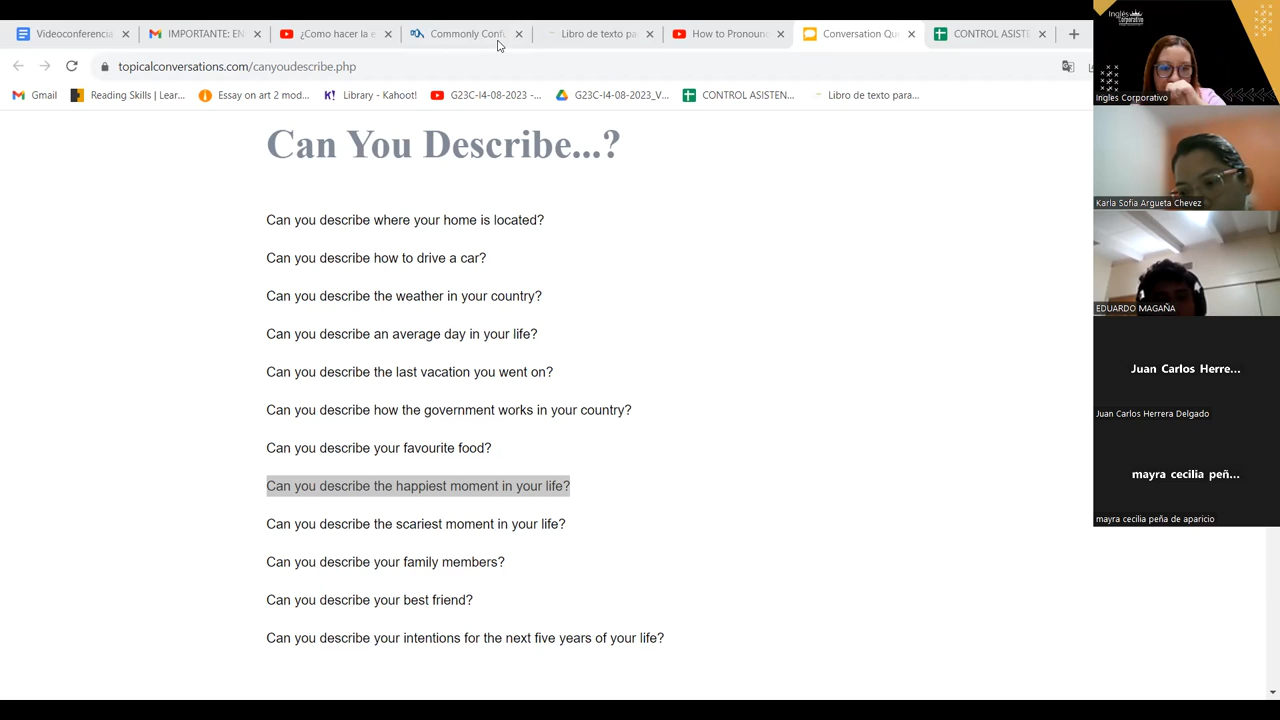 Videoconferencia
IMPORTANTE: EN
¿Como hacer la e
Commonly Confu
Libro de texto pa
How to Pronounc
Conversation Qu
CONTROL ASIST
topicalconversations.com/canyoudescribe.php
Gmail
Reading Skills | Lear...
Essay on art 2 mod...
Library - Kahoot!
G23C-I4-08-2023 -...
G23C-I4-08-2023_V...
CONTROL ASISTEN...
Libro de texto para...
Can You Describe...?
Can you describe where your home is located?
Can you describe how to drive a car?
Can you describe the weather in your country?
Can you describe an average day in your life?
Can you describe the last vacation you went on?
Can you describe how the government works in your country?
Can you describe your favourite food?
Can you describe the happiest moment in your life?
Can you describe the scariest moment in your life?
Can you describe your family members?
Can you describe your best friend?
Can you describe your intentions for the next five years of your life?
Inglés
Corporativo
Ingles Corporativo
Karla Sofia Argueta Chevez
EDUARDO MAGAÑA
Juan Carlos Herre...
Juan Carlos Herrera Delgado
mayra cecilia peñ...
mayra cecilia peña de aparicio